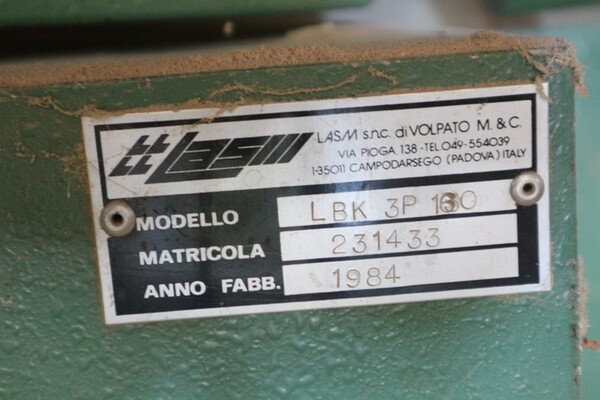 LASM
LASM s.n.c. di VOLPATO M. & C.
VIA PIOGA 138 - TEL 049-554039
I-35011 CAMPODARSEGO (PADOVA) ITALY
MODELLO LBK 3P 1
MATRICOLA 231433
ANNO FABB. 1984